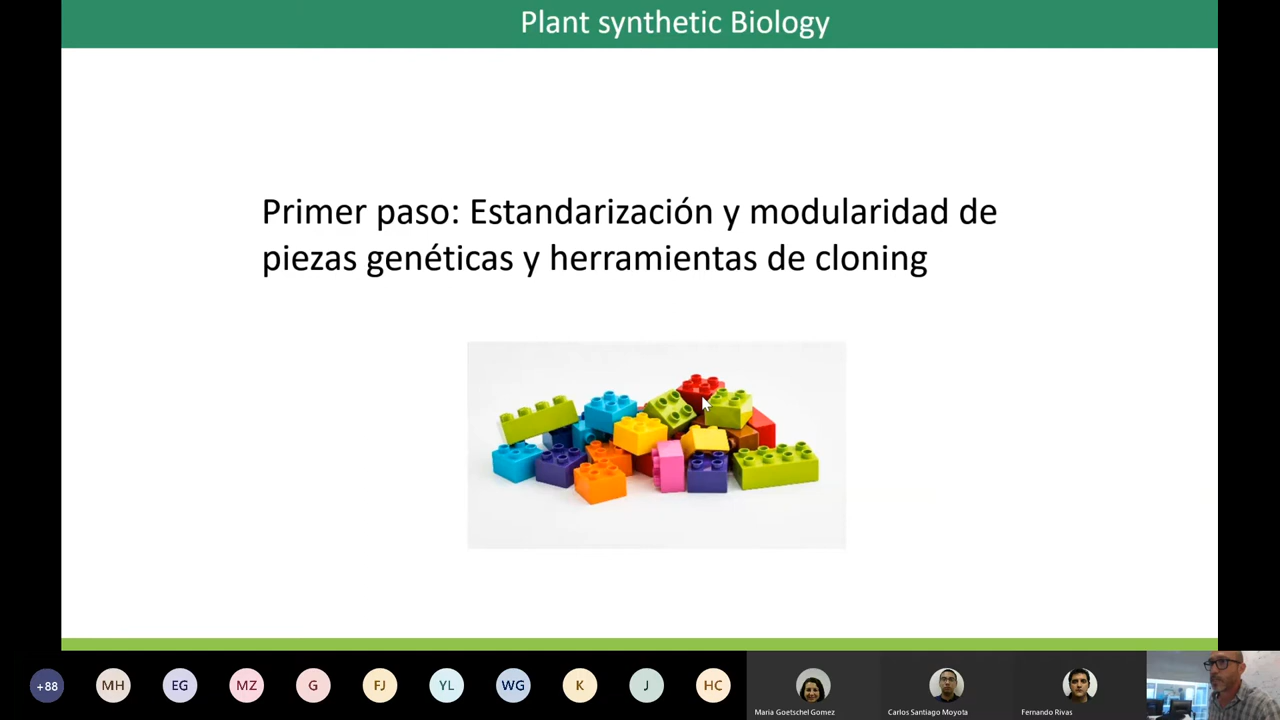 Plant synthetic Biology
Primer paso: Estandarización y modularidad de
piezas genéticas y herramientas de cloning
+88
MH
EG
MZ
G
FJ
YL
WG
K
J
HC
Maria Goetschel Gomez
Carlos Santiago Moyota
Fernando Rivas